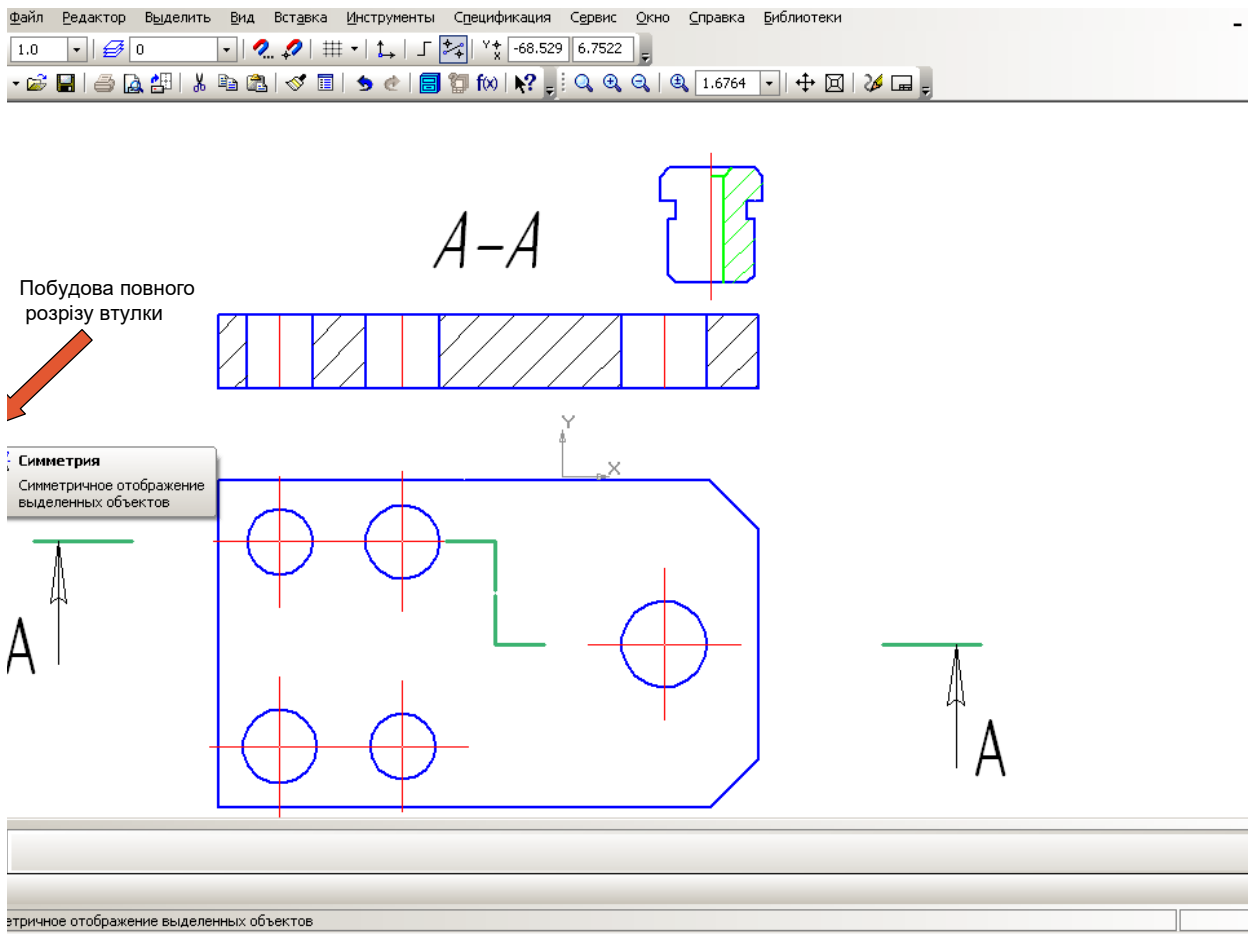 Файл Редактор Выделить Вид Вставка Инструменты Спецификация Сервис Окно Справка Библиотеки
1.0 0 Y X -68.529 6.7522
f(x) ? 1.6764
А-А
Побудова повного
розрізу втулки
Y
X
Симметрия
Симметричное отображение
выделенных объектов
А
А
етричное отображение выделенных объектов